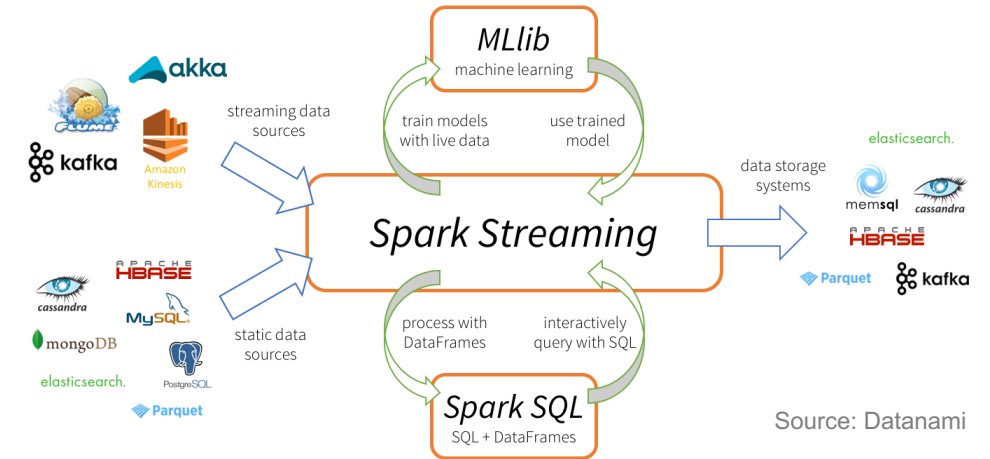 MLlib
machine learning
akka
FLUME
kafka
Amazon
Kinesis
streaming data
sources
train models
with live data
use trained
model
Spark Streaming
data storage
systems
elasticsearch.
memsql
cassandra
APACHE
HBASE
Parquet
kafka
APACHE
HBASE
cassandra
MySQL®
mongoDB
PostgreSQL
elasticsearch.
Parquet
static data
sources
process with
DataFrames
interactively
query with SQL
Spark SQL
SQL + DataFrames
Source: Datanami